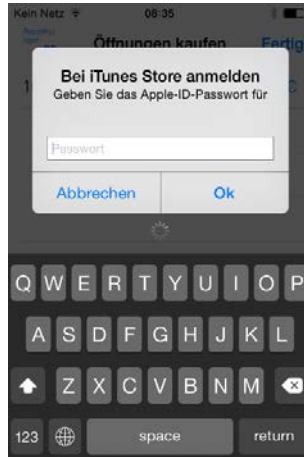 Kein Netz 08:35
Öffnungen kaufen Fertig
Bei iTunes Store anmelden
Geben Sie das Apple-ID-Passwort für
Passwort
Abbrechen Ok
Q W E R T Y U I O P
A S D F G H J K L
Z X C V B N M
123 space return